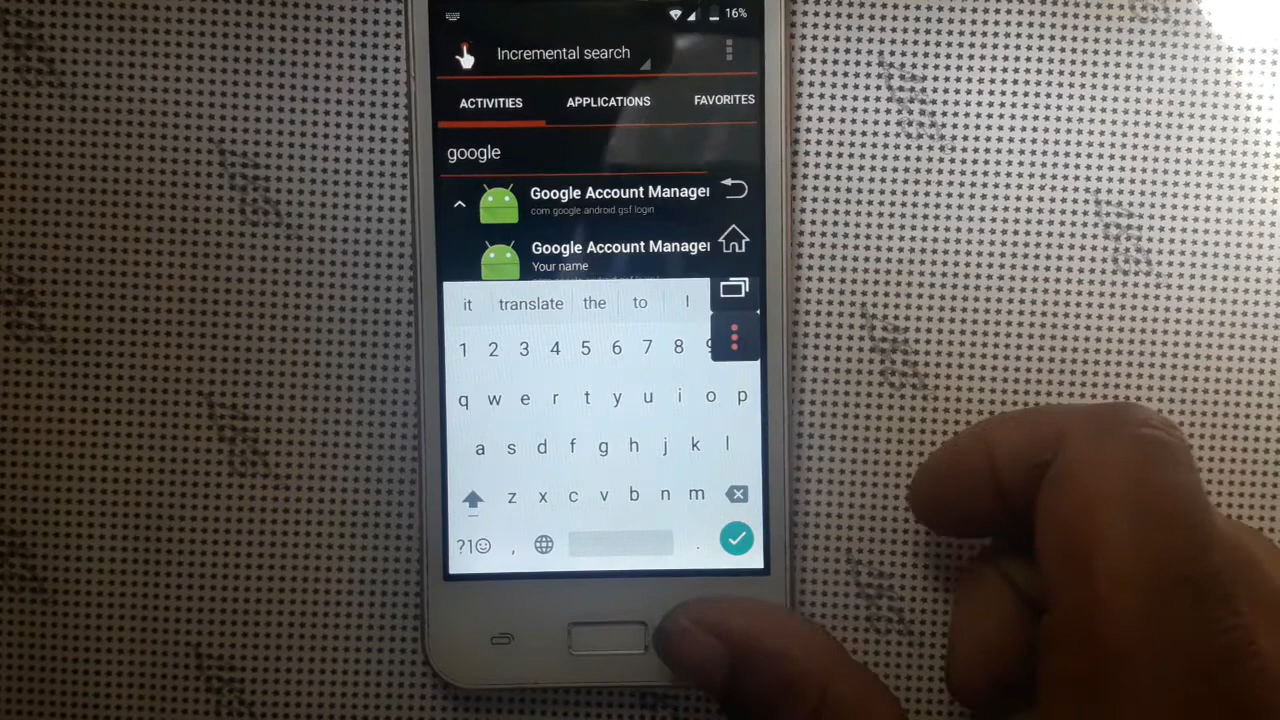 16%
Incremental search
ACTIVITIES APPLICATIONS FAVORITES
google
Google Account Manager
com google android gsf login
Google Account Manager
Your name
it translate the to I
1 2 3 4 5 6 7 8 9
q w e r t y u i o p
a s d f g h j k l
z x c v b n m
?1☺ , .